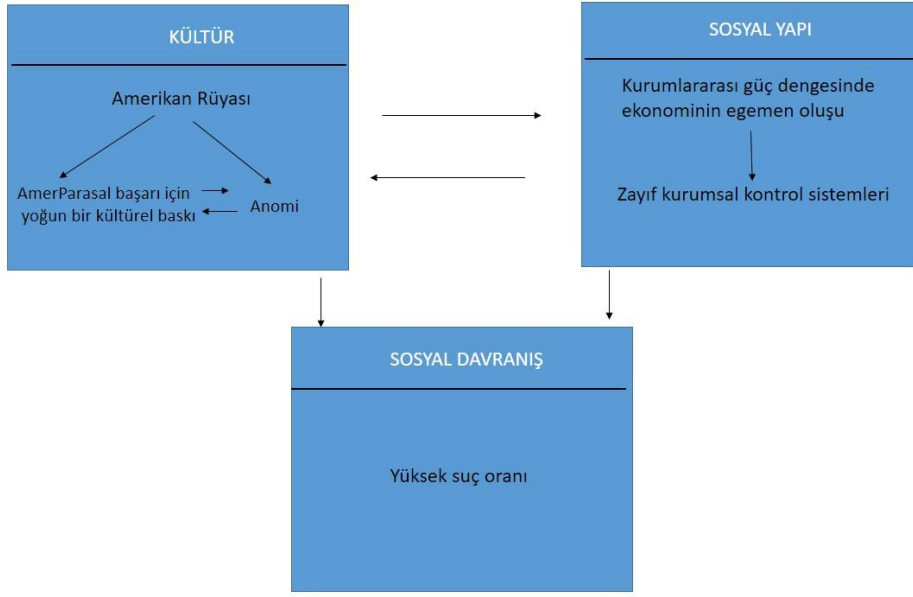 KÜLTÜR
Amerikan Rüyası
AmerParasal başarı için
yoğun bir kültürel baskı
Anomi
SOSYAL YAPI
Kurumlararası güç dengesinde
ekonominin egemen oluşu
Zayıf kurumsal kontrol sistemleri
SOSYAL DAVRANIŞ
Yüksek suç oranı